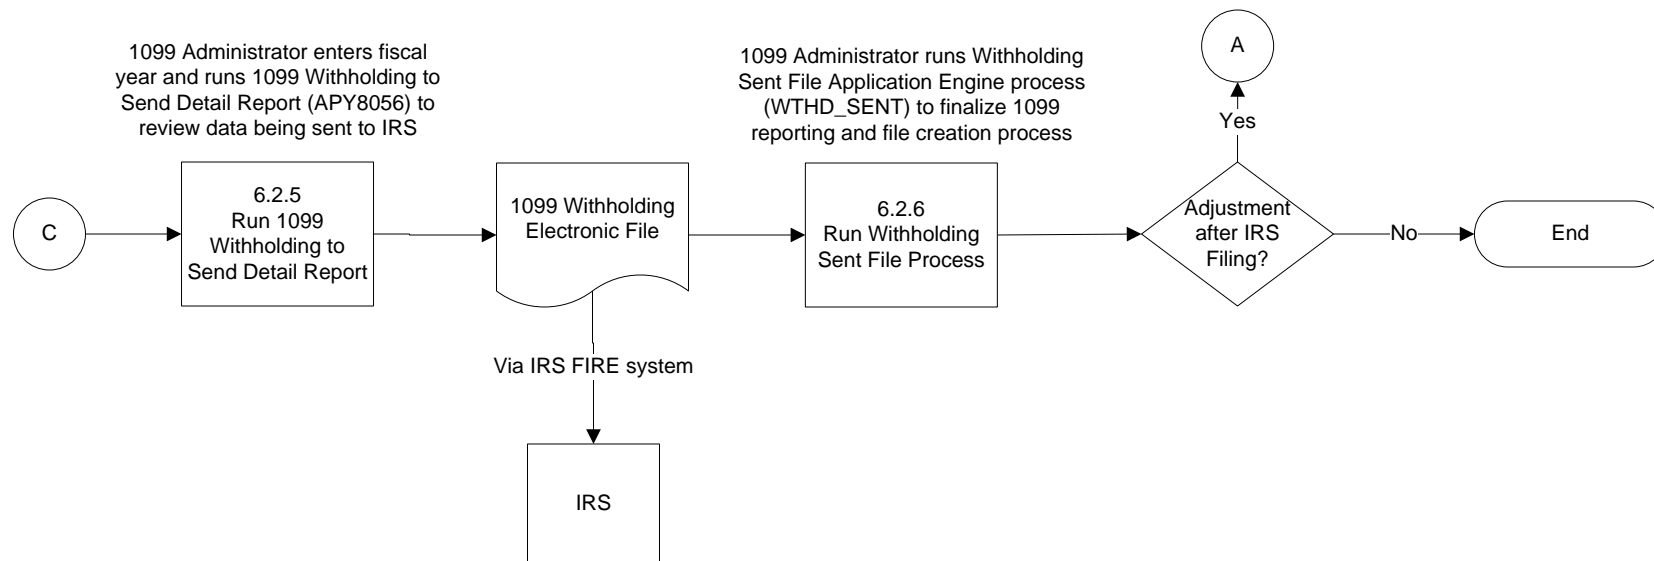 1099 Administrator enters fiscal
year and runs 1099 Withholding to
Send Detail Report (APY8056) to
review data being sent to IRS
1099 Administrator runs Withholding
Sent File Application Engine process
(WTHD_SENT) to finalize 1099
reporting and file creation process
A
Yes
C
6.2.5
Run 1099
Withholding to
Send Detail Report
1099 Withholding
Electronic File
6.2.6
Run Withholding
Sent File Process
Adjustment
after IRS
Filing?
No
End
Via IRS FIRE system
IRS